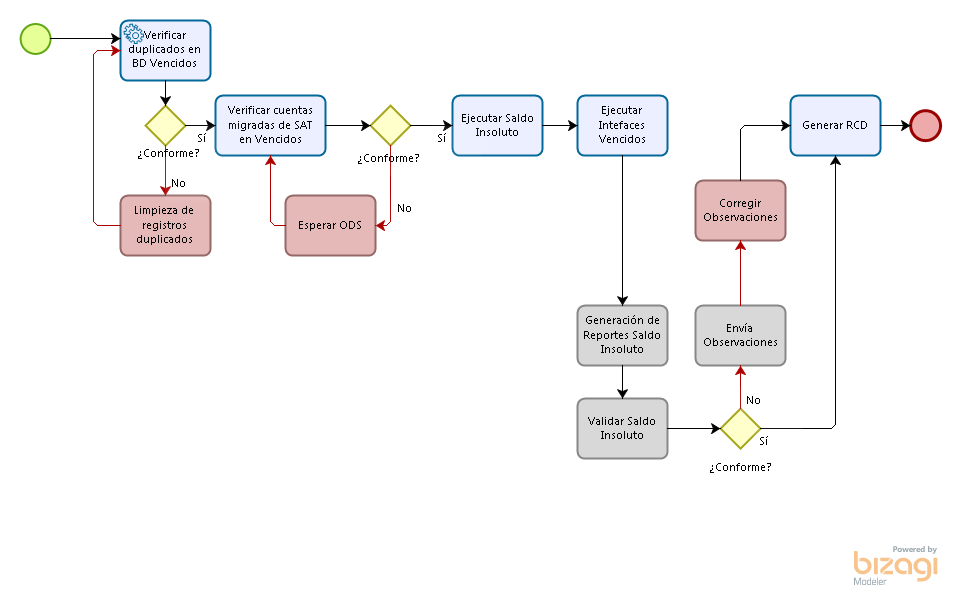 Verificar
duplicados en
BD Vencidos
¿Conforme?
Sí
No
Limpieza de
registros
duplicados
Verificar cuentas
migradas de SAT
en Vencidos
¿Conforme?
Sí
No
Esperar ODS
Ejecutar Saldo
Insoluto
Ejecutar
Intefaces
Vencidos
Generación de
Reportes Saldo
Insoluto
Validar Saldo
Insoluto
¿Conforme?
No
Sí
Envía
Observaciones
Corregir
Observaciones
Generar RCD
Powered by
bizagi
Modeler